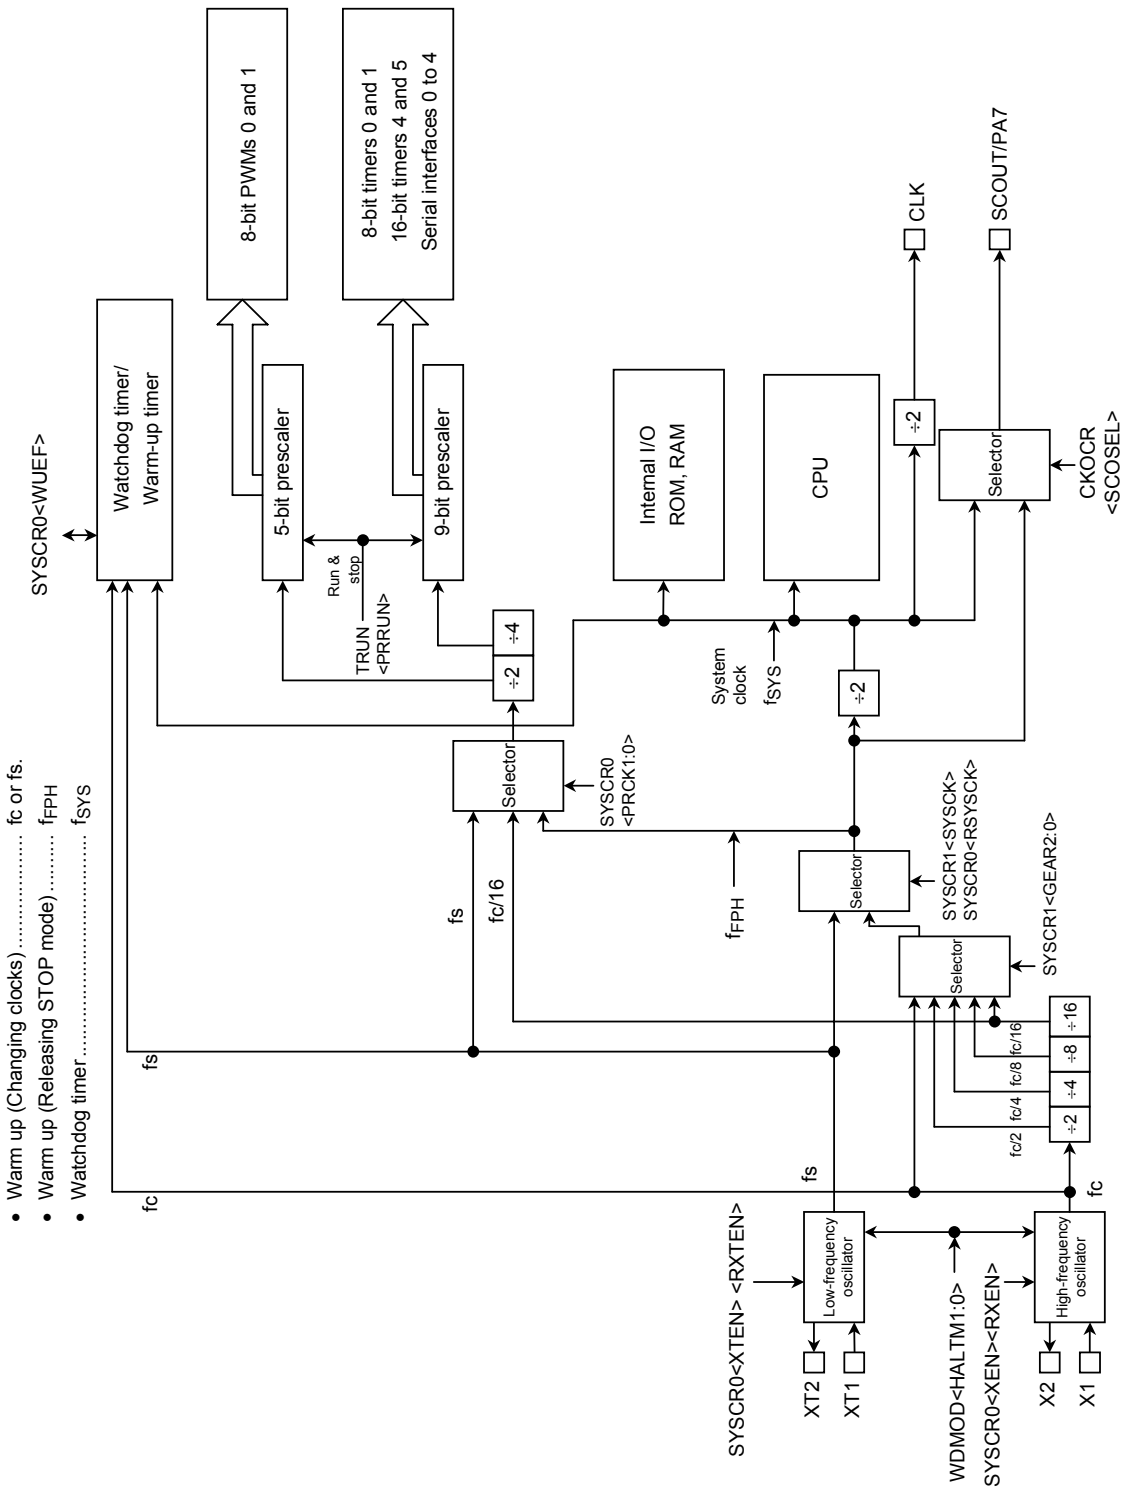 • Warm up (Changing clocks) ........................ fc or fs.
• Warm up (Releasing STOP mode) .......... fFPH
• Watchdog timer............................................ fSYS
SYSCR0<WUEF>
Watchdog timer/
Warm-up timer
fc
fs
8-bit PWMs 0 and 1
5-bit prescaler
Run &
stop
TRUN
<PRRUN>
8-bit timers 0 and 1
16-bit timers 4 and 5
Serial interfaces 0 to 4
9-bit prescaler
÷2
÷4
Selector
fs
fc/16
SYSCR0
<PRCK1:0>
Internal I/O
ROM, RAM
System
clock
fSYS
CPU
fFPH
÷2
÷2
CLK
SYSCR0<XTEN> <RXTEN>
XT2
XT1
Low-frequency
oscillator
fs
Selector
SYSCR1<SYSCK>
SYSCR0<RSYSCK>
Selector
SYSCR1<GEAR2:0>
Selector
SCOUT/PA7
CKOCR
<SCOSEL>
WDMOD<HALTM1:0>
SYSCR0<XEN><RXEN>
X2
X1
High-frequency
oscillator
fc
fc/2
fc/4
fc/8
fc/16
÷2
÷4
÷8
÷16